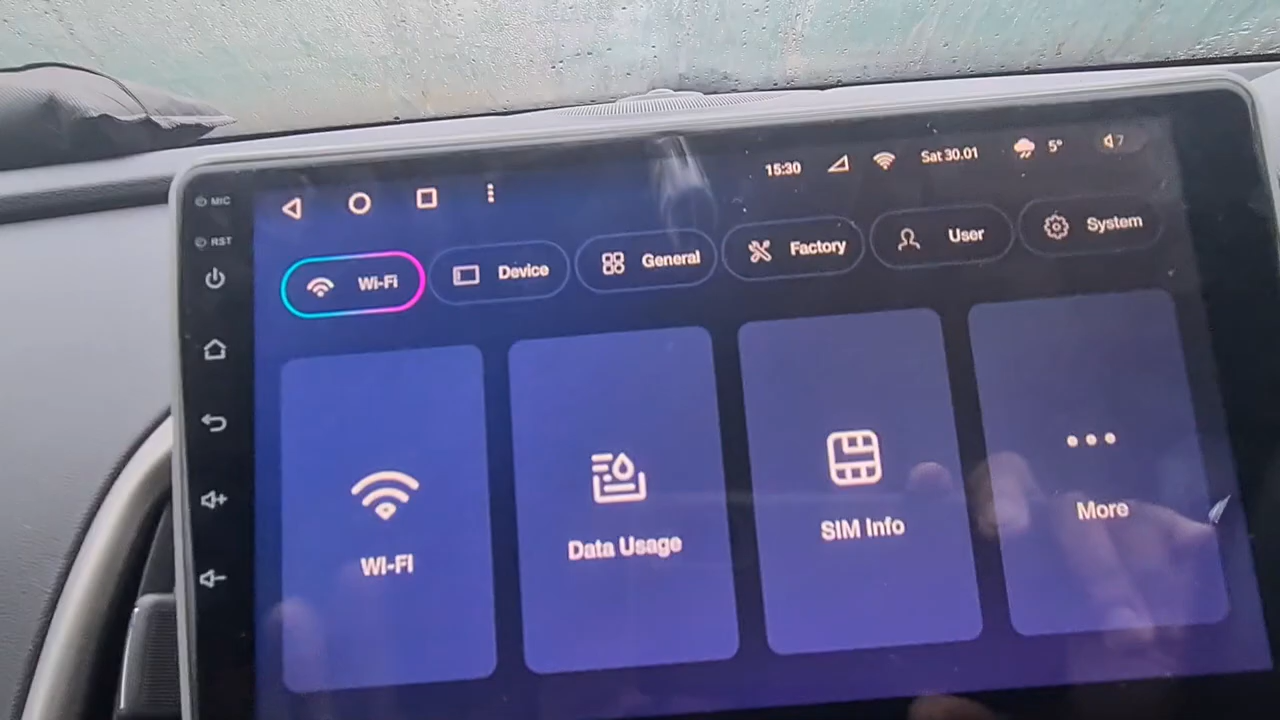 MIC
RST
15:30
Sat 30.01
5°
7
Wi-Fi
Device
General
Factory
User
System
Wi-Fi
Data Usage
SIM Info
More